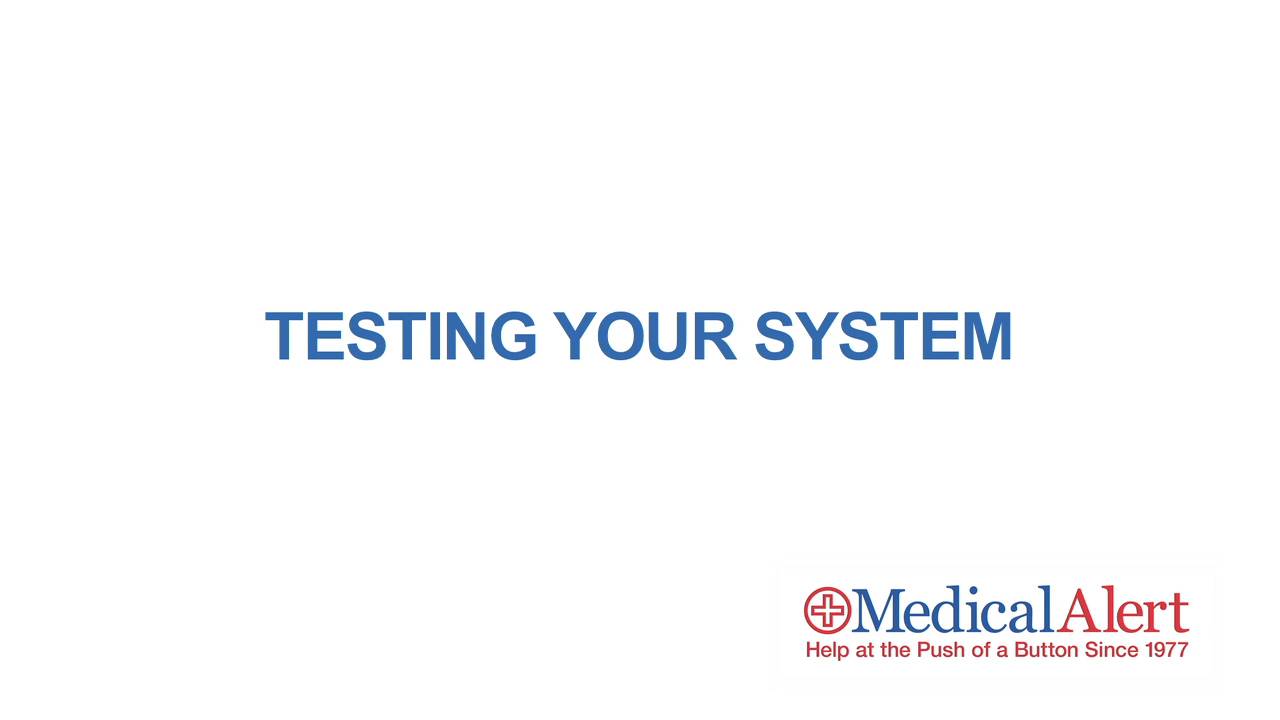 TESTING YOUR SYSTEM
MedicalAlert
Help at the Push of a Button Since 1977